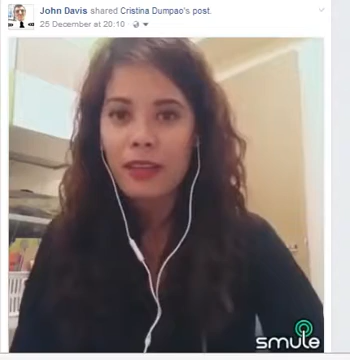 John Davis shared Cristina Dumpao's post.
25 December at 20:10
smule